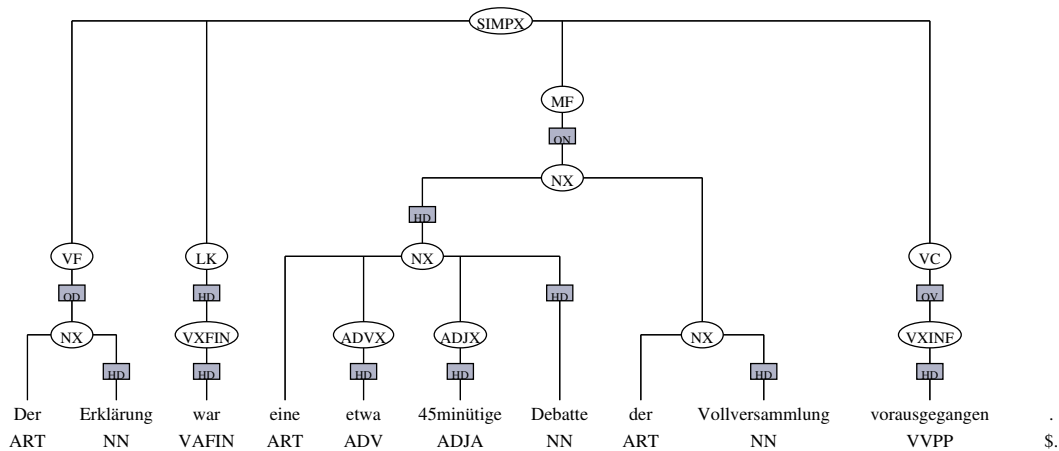 SIMPX
MF
ON
NX
HD
VF LK NX VC
OD HD HD OV
NX VXFIN ADVX ADJX NX VXINF
HD HD HD HD HD HD
Der Erklärung war eine etwa 45minütige Debatte der Vollversammlung vorausgegangen .
ART NN VAFIN ART ADV ADJA NN ART NN VVPP $.